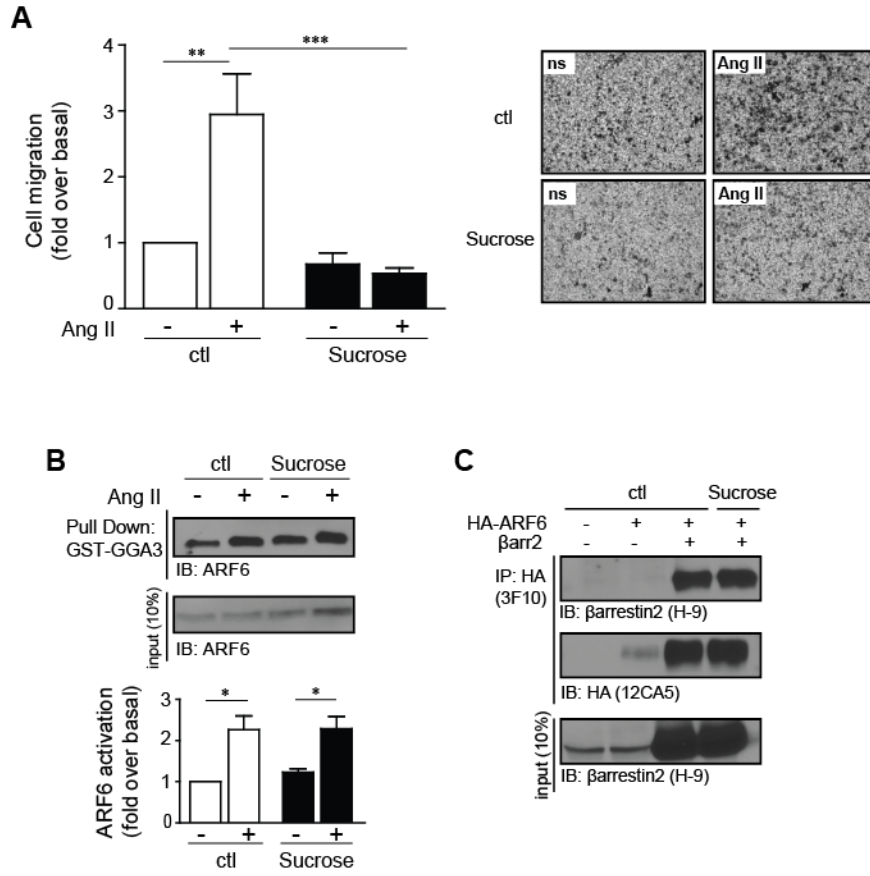 A
** ***
Cell migration
(fold over basal)
4
3
2
1
0
Ang II - + - +
ctl Sucrose
ns Ang II
ctl
ns Ang II
Sucrose
B
ctl Sucrose
Ang II - + - +
Pull Down:
GST-GGA3
IB: ARF6
input (10%)
IB: ARF6
ARF6 activation
(fold over basal)
3
2
1
0
* *
- + - +
ctl Sucrose
C
ctl Sucrose
HA-ARF6 - + + +
βarr2 - - + +
IP: HA
(3F10)
IB: βarrestin2 (H-9)
IB: HA (12CA5)
input (10%)
IB: βarrestin2 (H-9)